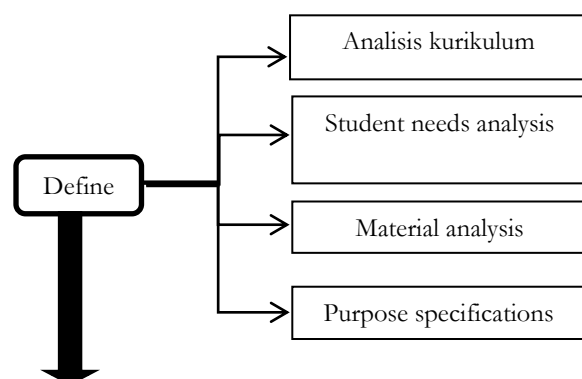 Analisis kurikulum
Student needs analysis
Define
Material analysis
Purpose specifications